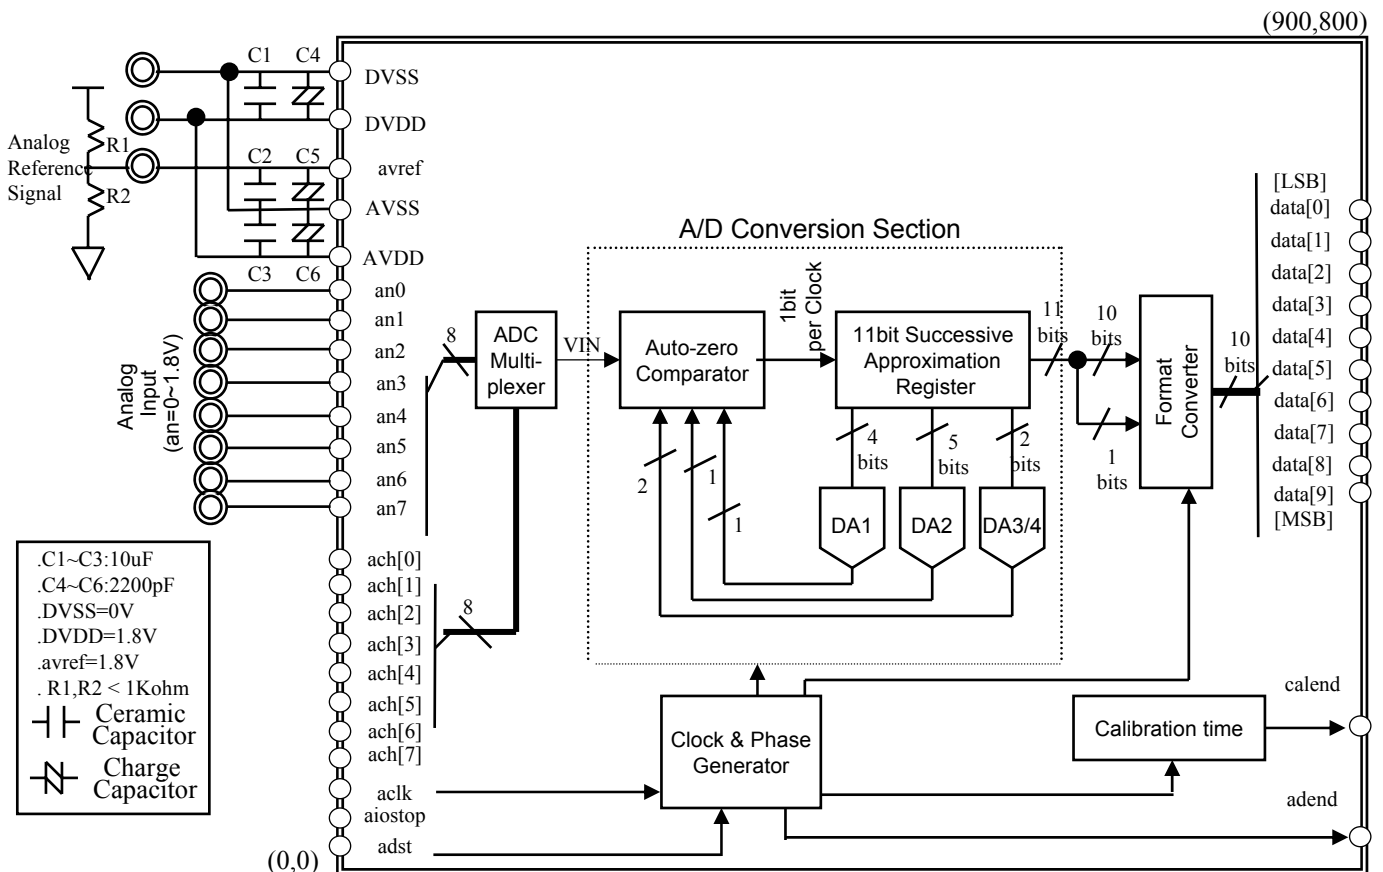 (900,800)
C1
C4
DVSS
DVDD
Analog
Reference
Signal
R1
R2
C2
C5
avref
AVSS
AVDD
C3
C6
an0
an1
an2
an3
an4
an5
an6
an7
Analog
Input
(an=0~1.8V)
8
ADC
Multi-
plexer
VIN
A/D Conversion Section
Auto-zero
Comparator
1bit
per Clock
11bit Successive
Approximation
Register
11
bits
10
bits
1
bits
Format
Converter
10
bits
[LSB]
data[0]
data[1]
data[2]
data[3]
data[4]
data[5]
data[6]
data[7]
data[8]
data[9]
[MSB]
4
bits
5
bits
2
bits
2
1
1
DA1
DA2
DA3/4
ach[0]
ach[1]
ach[2]
ach[3]
ach[4]
ach[5]
ach[6]
ach[7]
8
aclk
aiostop
adst
(0,0)
Clock & Phase
Generator
Calibration time
calend
adend
.C1~C3:10uF
.C4~C6:2200pF
.DVSS=0V
.DVDD=1.8V
.avref=1.8V
. R1,R2 < 1Kohm
Ceramic
Capacitor
Charge
Capacitor